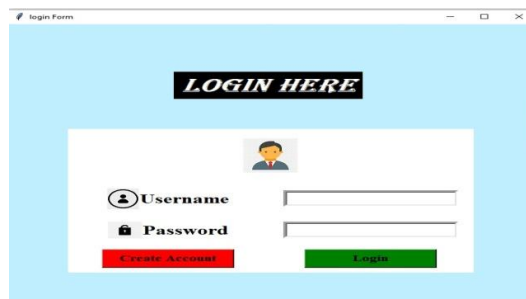 login Form
LOGIN HERE
Username
Password
Create Account
Login